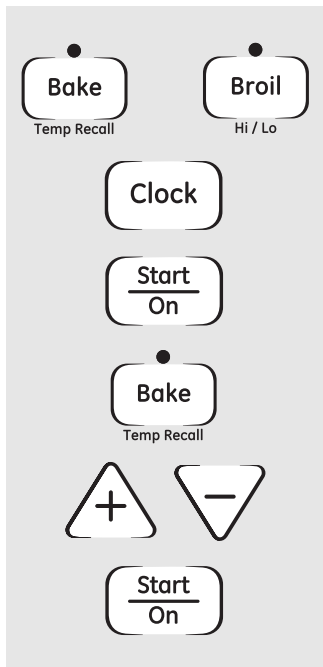 Bake Broil
Temp Recall Hi / Lo
Clock
Start
On
Bake
Temp Recall
+ −
Start
On